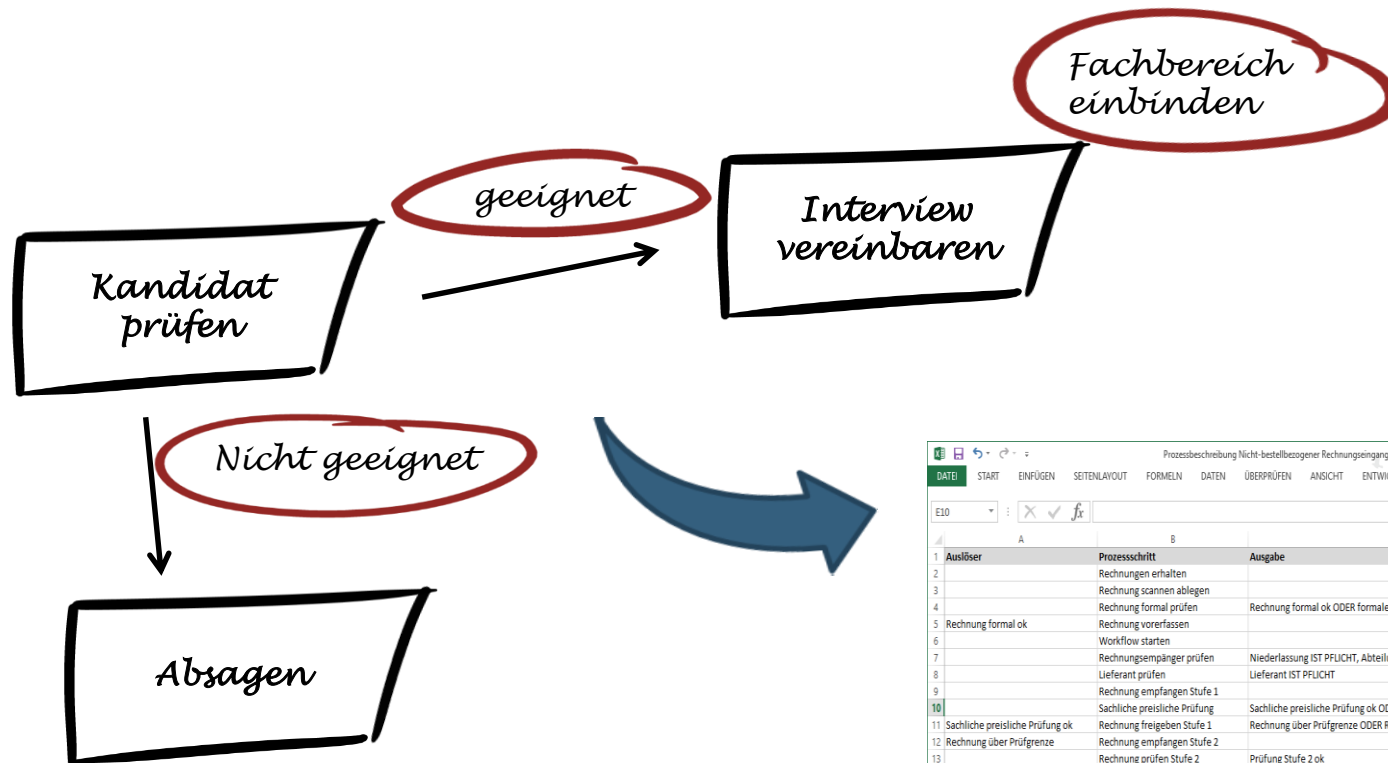 Fachbereich
einbinden
geeignet
Interview
vereinbaren
Kandidat
prüfen
Nicht geeignet
Absagen
Prozessbeschreibung Nicht-bestellbezogener Rechnungseingang
DATEI START EINFÜGEN SEITENLAYOUT FORMELN DATEN ÜBERPRÜFEN ANSICHT
E10 fx
A B
1 Auslöser Prozessschritt Ausgabe
2 Rechnungen erhalten
3 Rechnung scannen ablegen
4 Rechnung formal prüfen Rechnung formal ok ODER formale
5 Rechnung formal ok Rechnung vorerfassen
6 Workflow starten
7 Rechnungsempänger prüfen Niederlassung IST PFLICHT,
8 Lieferant prüfen Lieferant IST PFLICHT
9 Rechnung empfangen Stufe 1
10 Sachliche preisliche Prüfung Sachliche preisliche Prüfung ok
11 Sachliche preisliche Prüfung ok Rechnung freigeben Stufe 1 Rechnung über Prüfgrenze ODER
12 Rechnung über Prüfgrenze Rechnung empfangen Stufe 2
13 Rechnung prüfen Stufe 2 Prüfung Stufe 2 ok